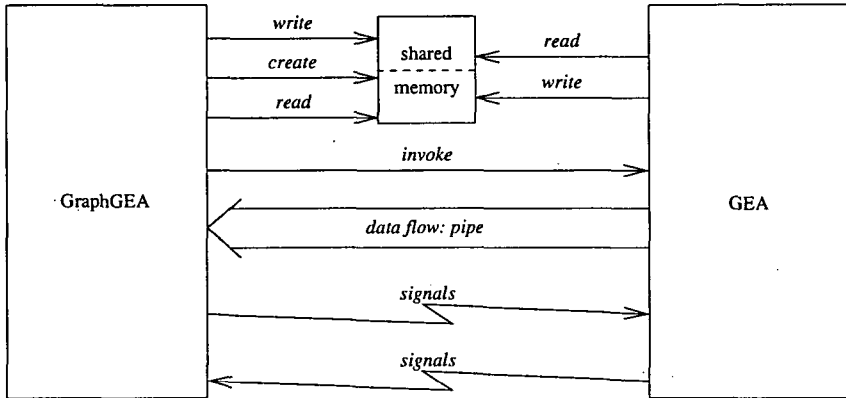 write
read
shared
create
memory
write
read
invoke
GraphGEA
GEA
data flow: pipe
signals
signals